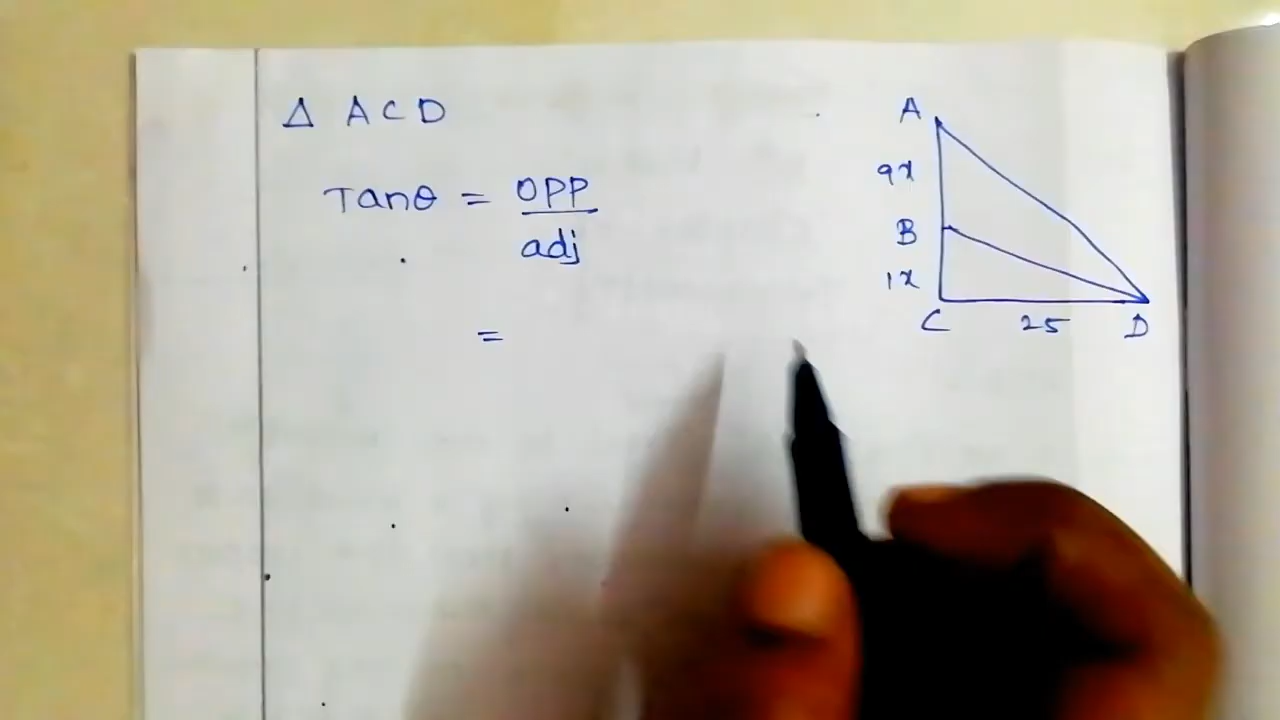 Δ ACD
Tanθ = OPP
adj
=
A
9x
B
1x
C 25 D